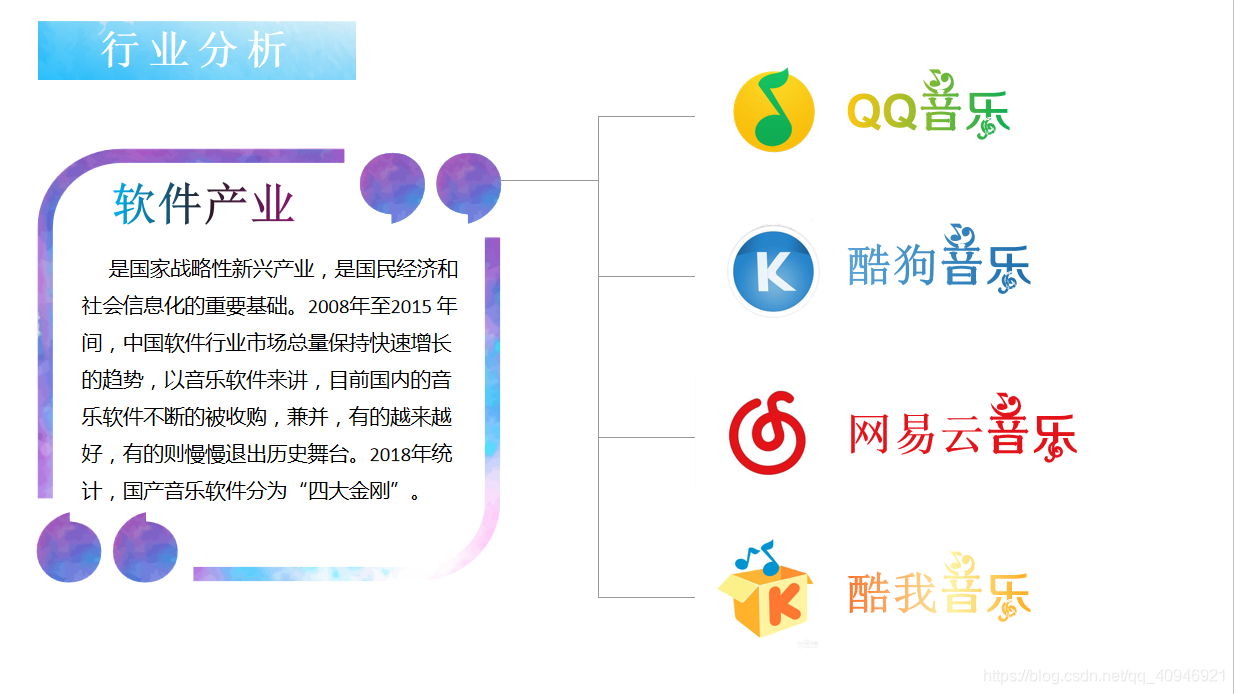 行业分析
软件产业
是国家战略性新兴产业，是国民经济和
社会信息化的重要基础。2008年至2015 年
间，中国软件行业市场总量保持快速增长
的趋势，以音乐软件来讲，目前国内的音
乐软件不断的被收购，兼并，有的越来越
好，有的则慢慢退出历史舞台。2018年统
计，国产音乐软件分为“四大金刚”。
QQ音乐
K
酷狗音乐
网易云音乐
K
酷我音乐
https://blog.csdn.net/qq_40946921